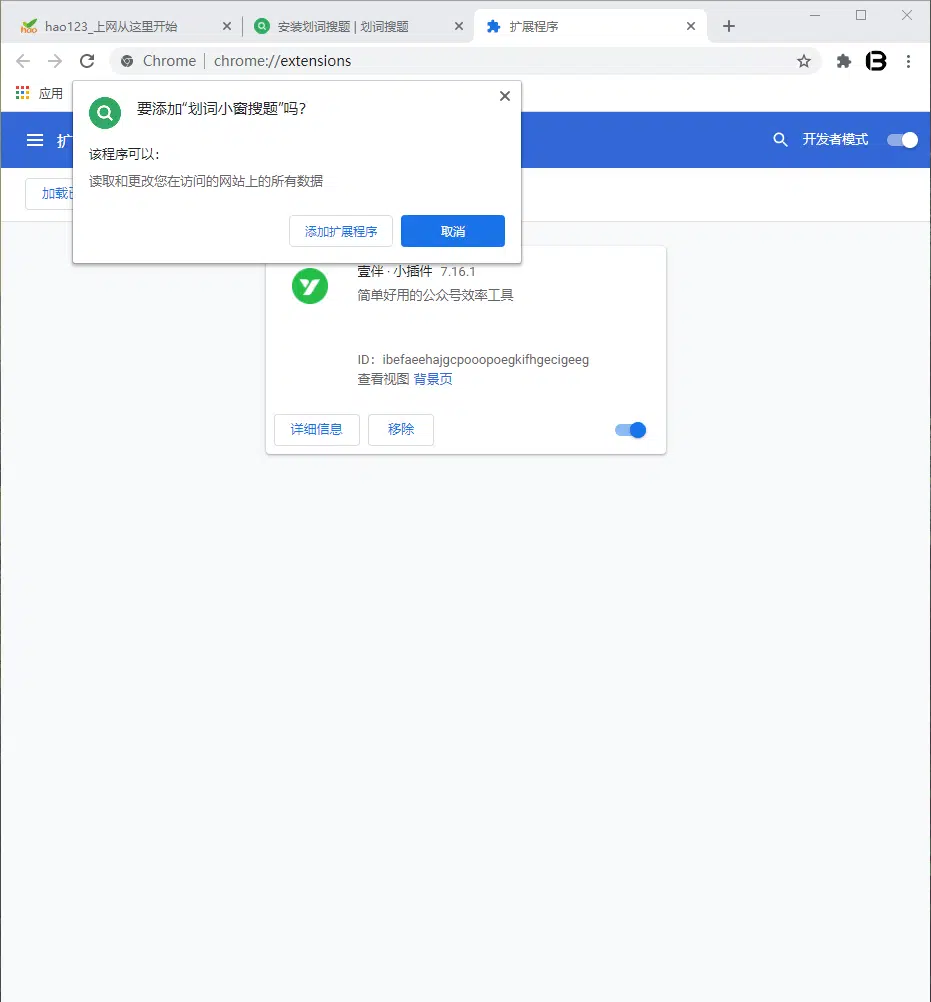 hao123_上网从这里开始
安装划词搜题 | 划词搜题
扩展程序
Chrome | chrome://extensions
应用
要添加“划词小窗搜题”吗?
扩
开发者模式
该程序可以：
读取和更改您在访问的网站上的所有数据
加载已
添加扩展程序
取消
壹伴 · 小插件 7.16.1
简单好用的公众号效率工具
ID：ibefaeehajgcpooopoegkifhgecigeeg
查看视图 背景页
详细信息
移除